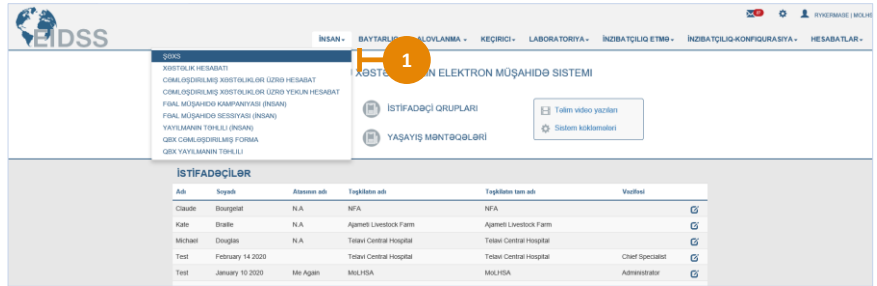 RYKERMASE | MOLHS
EIDSS
İNSAN BAYTARLIQ ALOVLANMA KEÇIRICI LABORATORIYA İNZIBATÇILIQ ETMƏ İNZIBATÇILIQ-KONFIQURASIYA HESABATLAR
ŞƏXS
XƏSTƏLIK HESABATI
CƏMLƏŞDIRILMIŞ XƏSTƏLIKLƏR ÜZRƏ HESABAT
CƏMLƏŞDIRILMIŞ XƏSTƏLIKLƏR ÜZRƏ YEKUN HESABAT
FƏAL MÜŞAHIDƏ KAMPANIYASI (İNSAN)
FƏAL MÜŞAHIDƏ SESSIYASI (İNSAN)
YAYILMANIN TƏHLILI (İNSAN)
QBX CƏMLƏŞDIRILMIŞ FORMA
QBX YAYILMANIN TƏHLILI
1
ELEKTRON MÜŞAHIDƏ SISTEMI
İSTİFADƏÇİ QRUPLARI
YAŞAYIŞ MƏNTƏQƏLƏRİ
Təlim video yazıları
Sistem kökləmələri
İSTİFADƏÇİLƏR
Adı Soyadı Atasının adı Təşkilatın adı Təşkilatın tam adı Vəzifəsi
Claude Bourgelat N.A NFA NFA
Kate Braille N.A Ajameti Livestock Farm Ajameti Livestock Farm
Michael Douglas N.A Telavi Central Hospital Telavi Central Hospital
Test February 14 2020 Telavi Central Hospital Telavi Central Hospital Chief Specialist
Test January 10 2020 Me Again MoLHSA MoLHSA Administrator